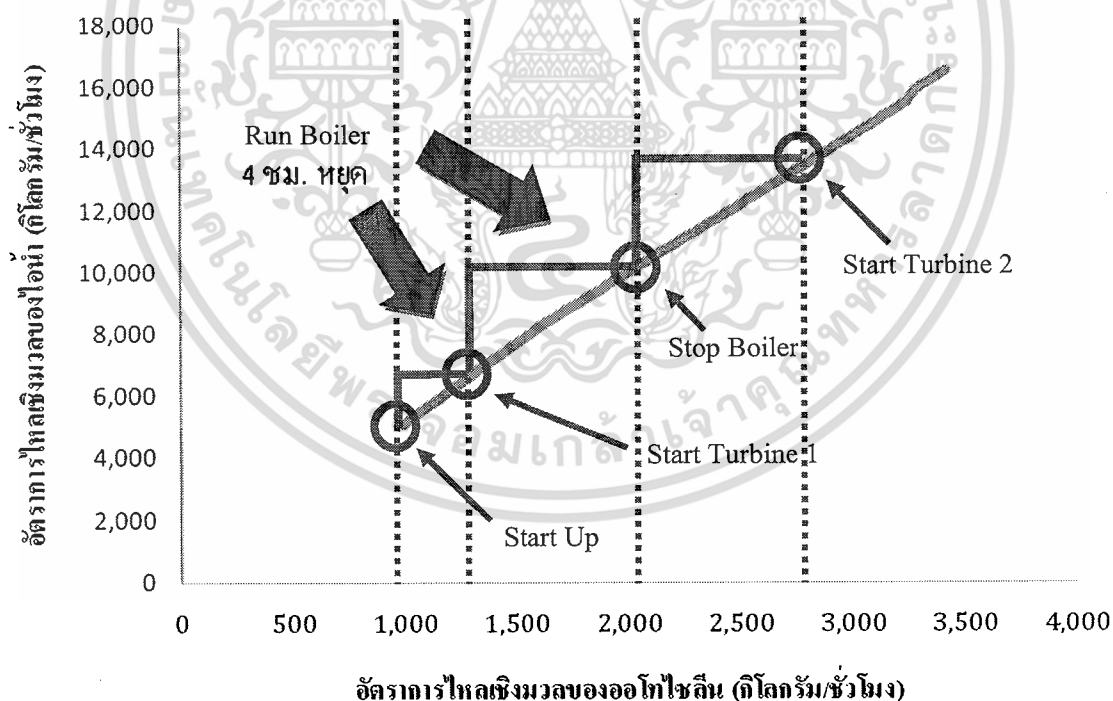 18,000
16,000
14,000
12,000
10,000
8,000
6,000
4,000
2,000
0
อัตราการไหลเชิงมวลของไอน้ำ (กิโลกรัม/ชั่วโมง)
Run Boiler
4 ชม. หยุด
Start Turbine 2
Stop Boiler
Start Turbine 1
Start Up
0 500 1,000 1,500 2,000 2,500 3,000 3,500 4,000
อัตราการไหลเชิงมวลของออโทไซลีน (กิโลกรัม/ชั่วโมง)